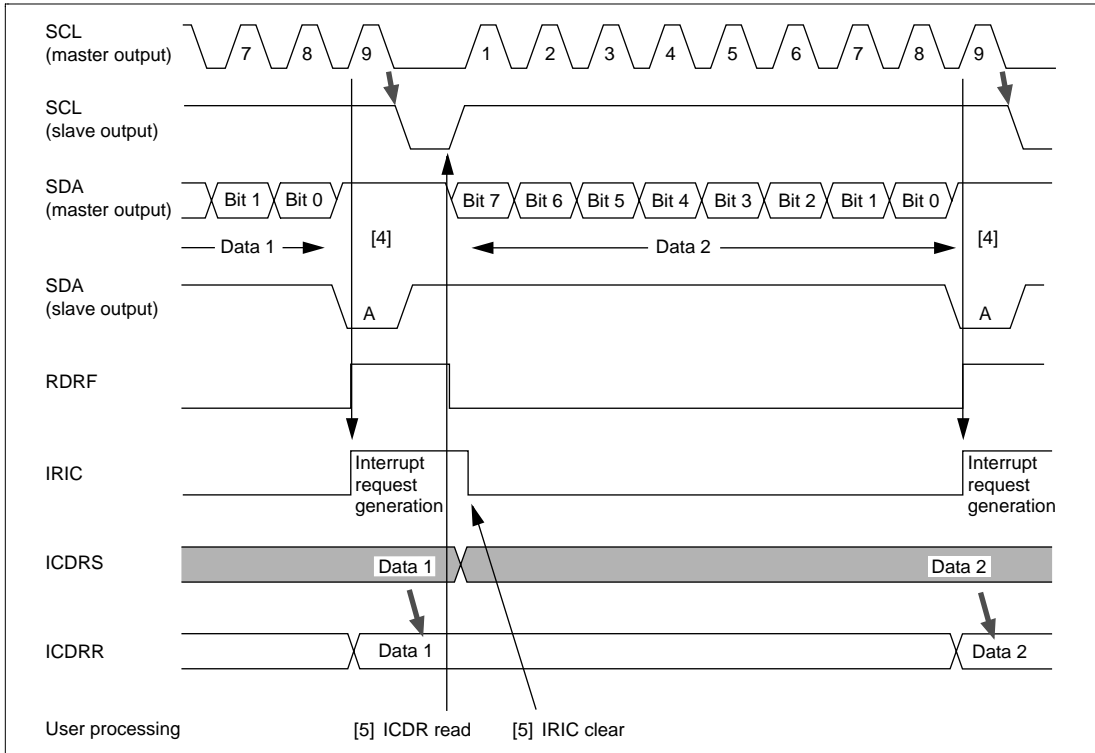 SCL
(master output)
7 8 9 1 2 3 4 5 6 7 8 9
SCL
(slave output)
SDA
(master output)
Bit 1 Bit 0 Bit 7 Bit 6 Bit 5 Bit 4 Bit 3 Bit 2 Bit 1 Bit 0
Data 1 [4] Data 2 [4]
SDA
(slave output)
A A
RDRF
IRIC
Interrupt
request
generation
Interrupt
request
generation
ICDRS
Data 1 Data 2
ICDRR
Data 1 Data 2
User processing [5] ICDR read [5] IRIC clear